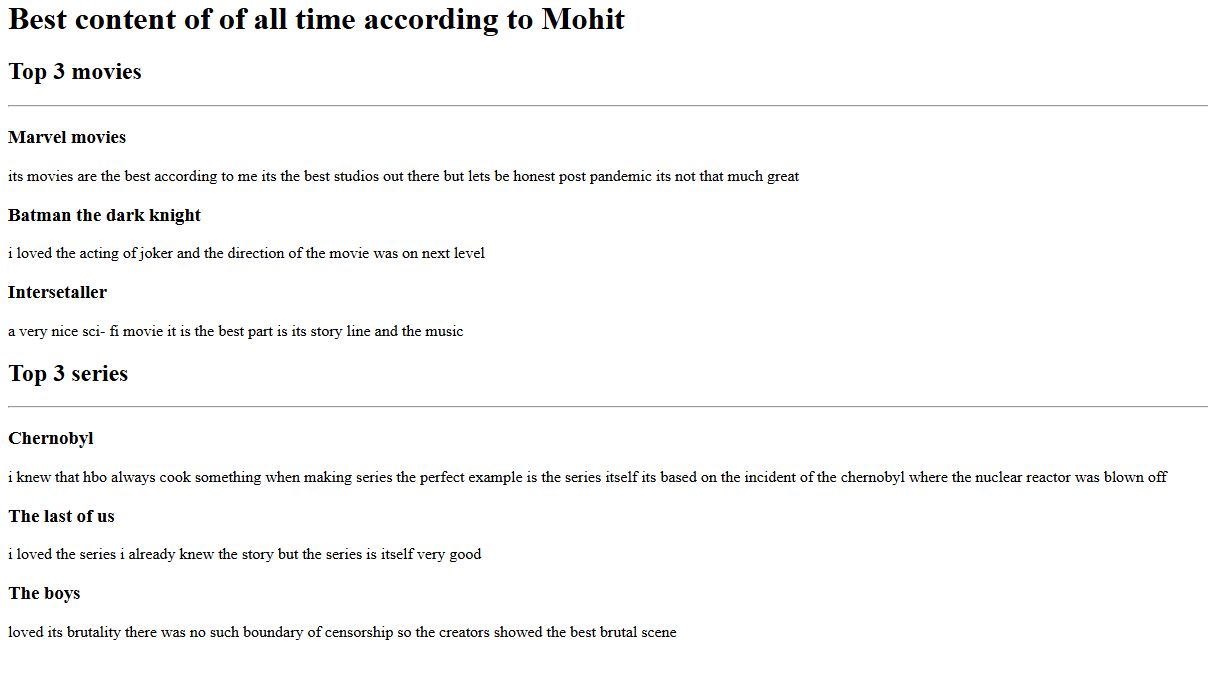 Best content of of all time according to Mohit
Top 3 movies
Marvel movies
its movies are the best according to me its the best studios out there but lets be honest post pandemic its not that much great
Batman the dark knight
i loved the acting of joker and the direction of the movie was on next level
Intersetaller
a very nice sci- fi movie it is the best part is its story line and the music
Top 3 series
Chernobyl
i knew that hbo always cook something when making series the perfect example is the series itself its based on the incident of the chernobyl where the nuclear reactor was blown off
The last of us
i loved the series i already knew the story but the series is itself very good
The boys
loved its brutality there was no such boundary of censorship so the creators showed the best brutal scene